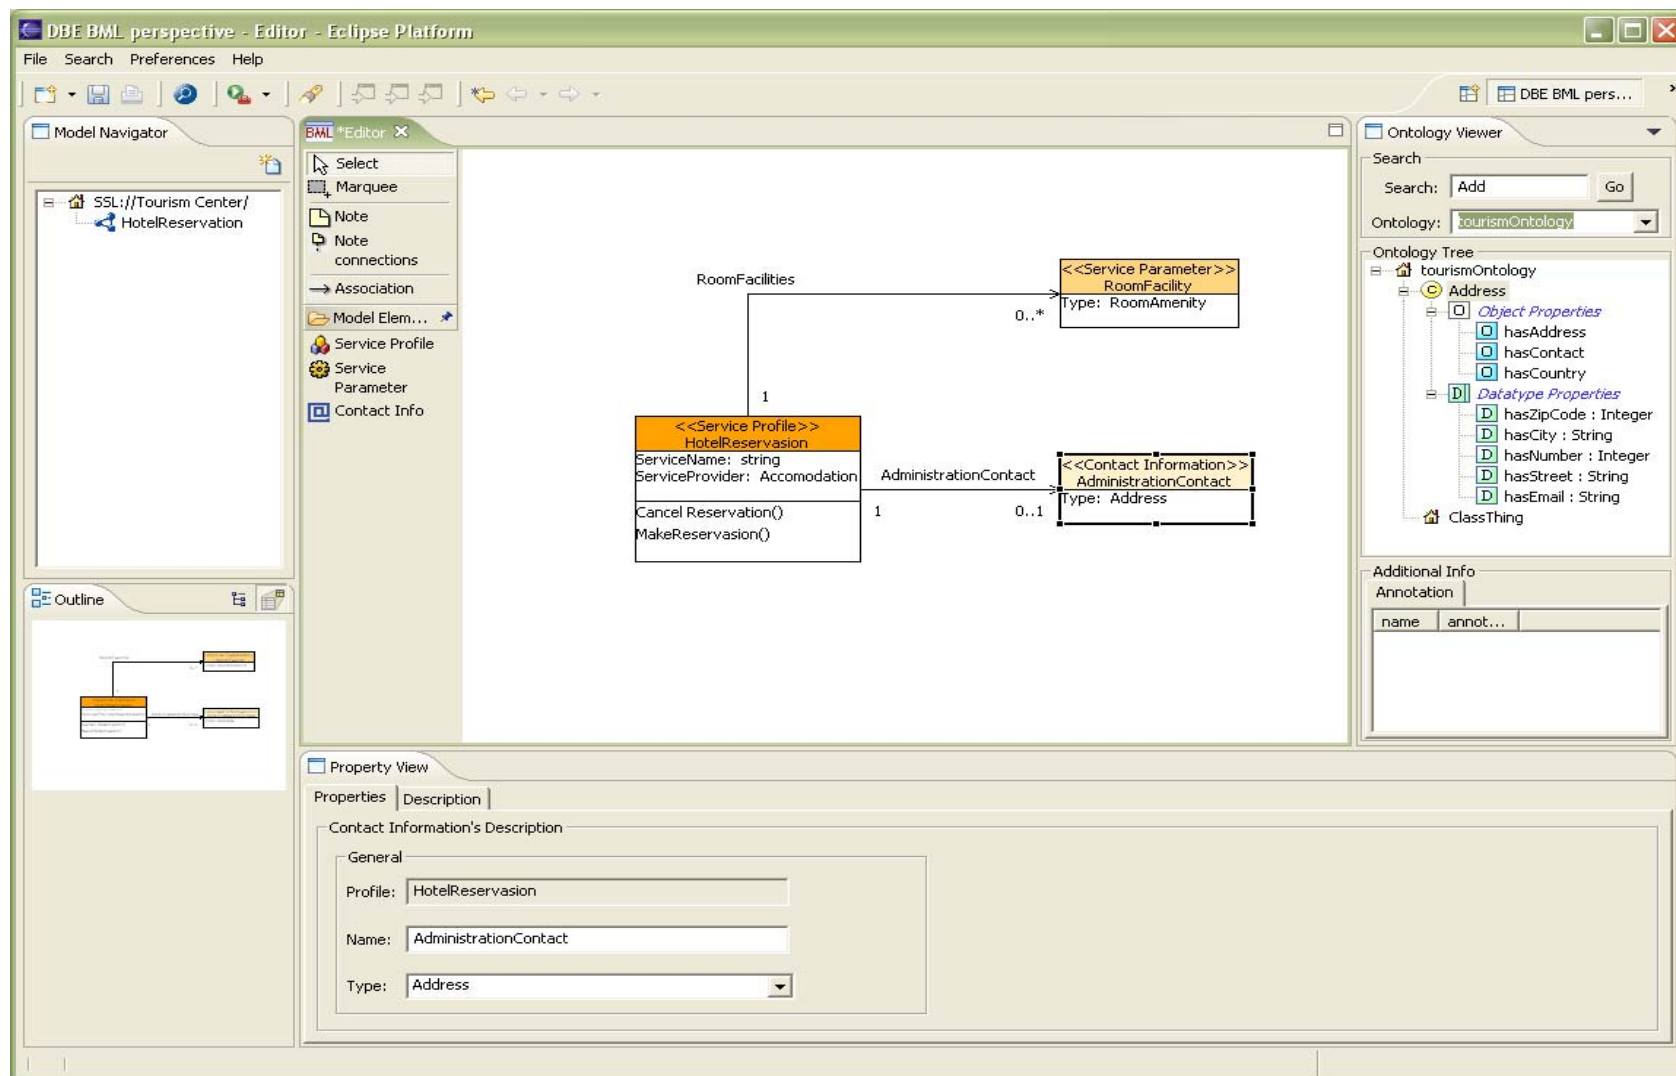 DBE BML perspective - Editor - Eclipse Platform
File Search Preferences Help
DBE BML pers...
Model Navigator
SSL://Tourism Center/
HotelReservation
Outline
BML *Editor
Select
Marquee
Note
Note
connections
Association
Model Elem...
Service Profile
Service
Parameter
Contact Info
RoomFacilities
<<Service Parameter>>
RoomFacility
Type: RoomAmenity
0..*
1
<<Service Profile>>
HotelReservasion
ServiceName: string
ServiceProvider: Accomodation
Cancel Reservation()
MakeReservasion()
AdministrationContact
1
0..1
<<Contact Information>>
AdministrationContact
Type: Address
Ontology Viewer
Search
Search: Add Go
Ontology: tourismOntology
Ontology Tree
tourismOntology
C Address
O Object Properties
O hasAddress
O hasContact
O hasCountry
D Datatype Properties
D hasZipCode : Integer
D hasCity : String
D hasNumber : Integer
D hasStreet : String
D hasEmail : String
ClassThing
Additional Info
Annotation
name annot...
Property View
Properties Description
Contact Information's Description
General
Profile: HotelReservasion
Name: AdministrationContact
Type: Address